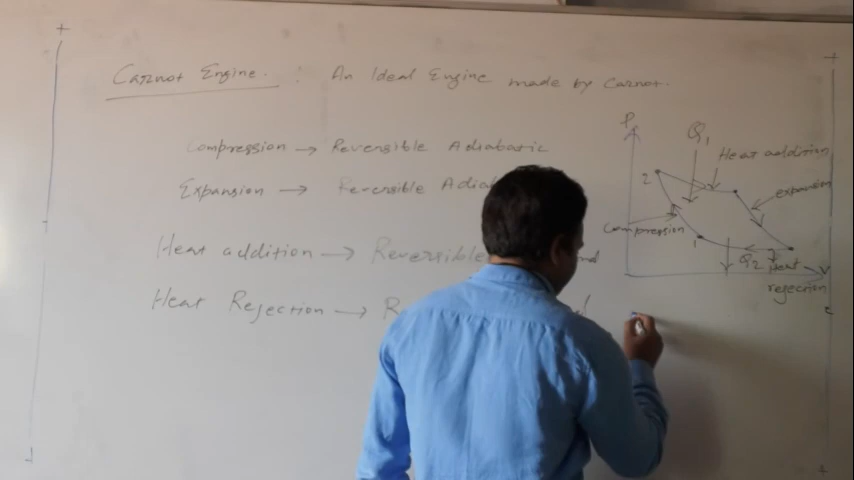 Carnot Engine. : An Ideal Engine made by Carnot.
Compression → Reversible Adiabatic
Expansion → Reversible Adiab
Heat addition → Reversible
Heat Rejection → R
P
Q1
Heat addition
2
expansion
Compression
1
Q2
Heat rejection
V